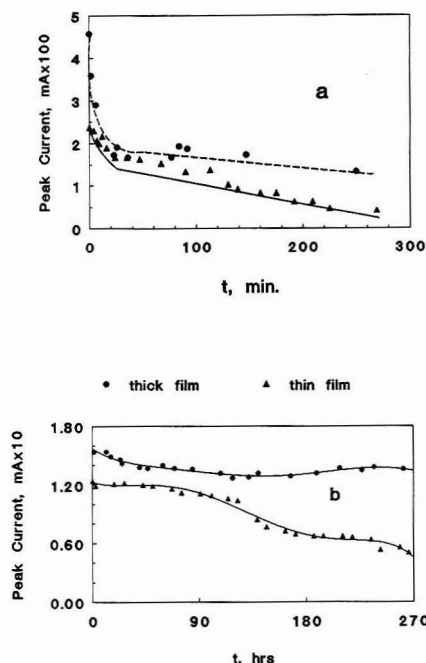 5
4
3
2
1
0
Peak Current, mAx100
a
0 100 200 300
t, min.
● thick film ▲ thin film
1.80
1.20
0.60
0.00
Peak Current, mAx10
b
0 90 180 270
t, hrs